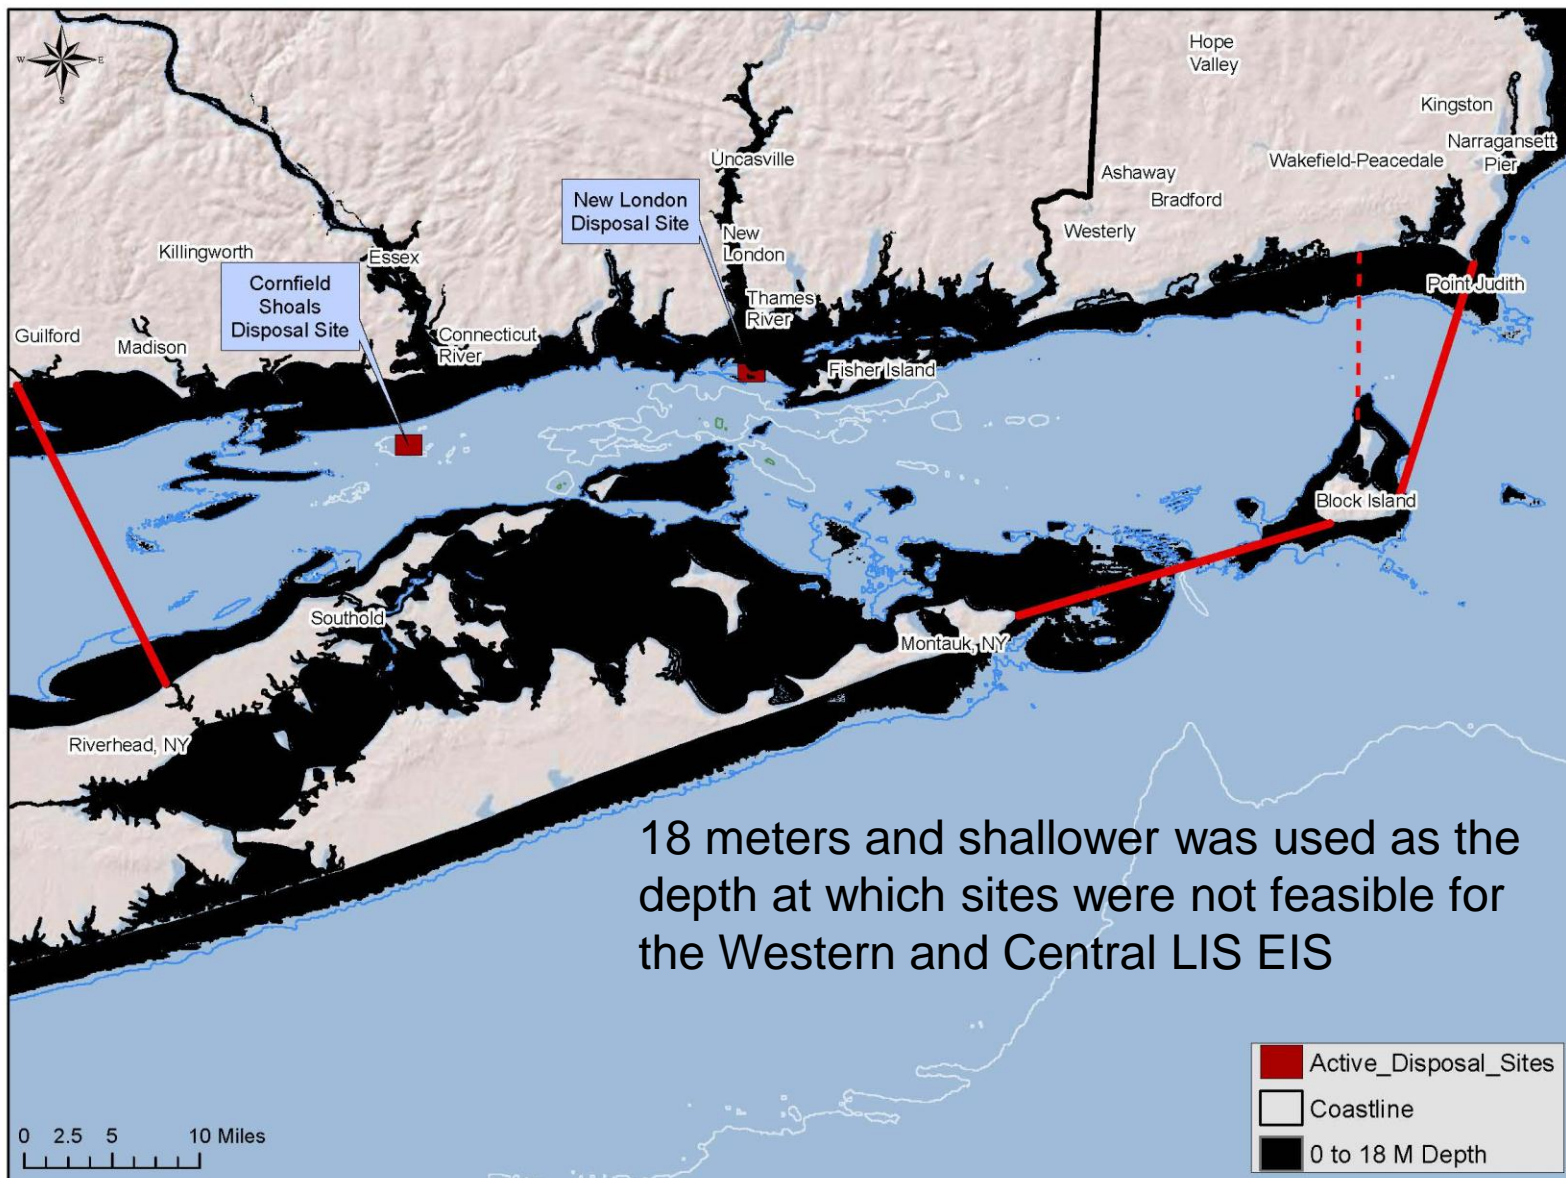 N
W
E
S
Hope
Valley
Kingston
Narragansett
Pier
Wakefield-Peacedale
Uncasville
Ashaway
Bradford
Westerly
New London
Disposal Site
New
London
Killingworth
Essex
Cornfield
Shoals
Disposal Site
Thames
River
Point Judith
Guilford
Madison
Connecticut
River
Fisher Island
Block Island
Southold
Montauk, NY
Riverhead, NY
18 meters and shallower was used as the
depth at which sites were not feasible for
the Western and Central LIS EIS
Active_Disposal_Sites
Coastline
0 to 18 M Depth
0 2.5 5 10 Miles